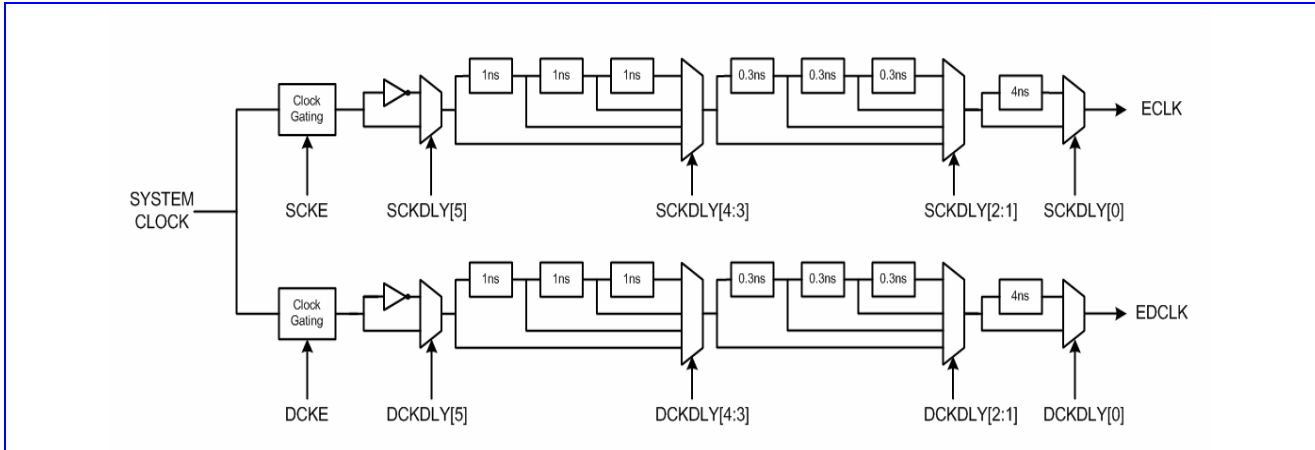 1ns 1ns 1ns 0.3ns 0.3ns 0.3ns 4ns
Clock
Gating
ECLK
SCKE SCKDLY[5] SCKDLY[4:3] SCKDLY[2:1] SCKDLY[0]
SYSTEM
CLOCK
1ns 1ns 1ns 0.3ns 0.3ns 0.3ns 4ns
Clock
Gating
EDCLK
DCKE DCKDLY[5] DCKDLY[4:3] DCKDLY[2:1] DCKDLY[0]